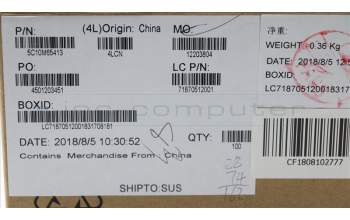 P/N:
(4L)Origin: China
MO:
5C10M65413
4LCN
12203804
PO:
LC P/N:
4501203451
71870512001
BOXID:
LC71870512001831708181
DATE: 2018/8/5 10:30:52
QTY:
100
Contains Merchandise From China
SHIPTO:SUS
净重:
WEIGHT: 0.36 Kg
DATE: 2018/8/5
BOXID:
CF1808102777